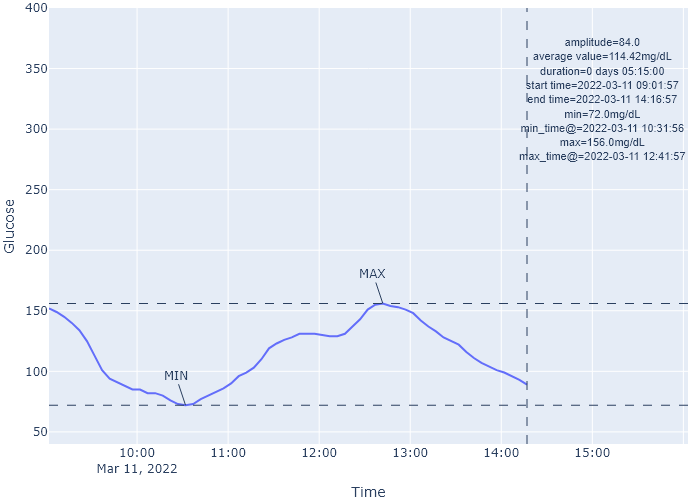 400
350
300
250
200
150
100
50
Glucose
amplitude=84.0
average value=114.42mg/dL
duration=0 days 05:15:00
start time=2022-03-11 09:01:57
end time=2022-03-11 14:16:57
min=72.0mg/dL
min_time@=2022-03-11 10:31:56
max=156.0mg/dL
max_time@=2022-03-11 12:41:57
MAX
MIN
10:00
11:00
12:00
13:00
14:00
15:00
Mar 11, 2022
Time